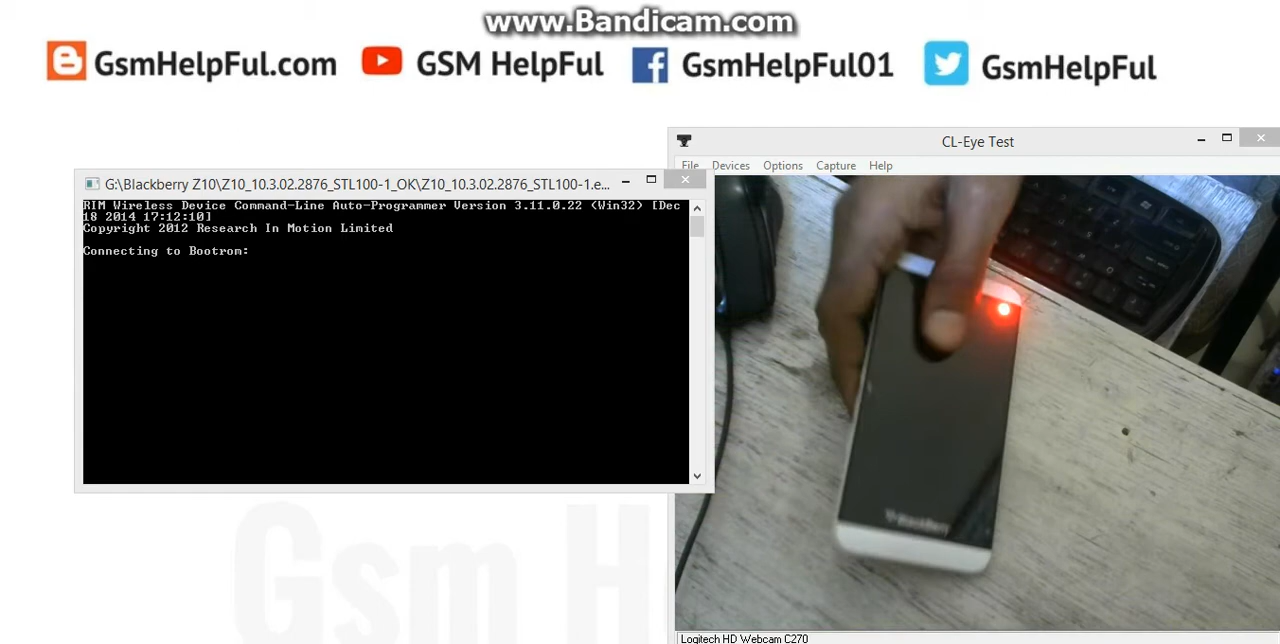 www.Bandicam.com
GsmHelpFul.com
GSM HelpFul
GsmHelpFul01
GsmHelpFul
CL-Eye Test
File Devices Options Capture Help
G:\Blackberry Z10\Z10_10.3.02.2876_STL100-1_OK\Z10_10.3.02.2876_STL100-1.e...
RIM Wireless Device Command-Line Auto-Programmer Version 3.11.0.22 (Win32) [Dec
18 2014 17:12:10]
Copyright 2012 Research In Motion Limited
Connecting to Bootrom:
BlackBerry
Gsm H
Logitech HD Webcam C270